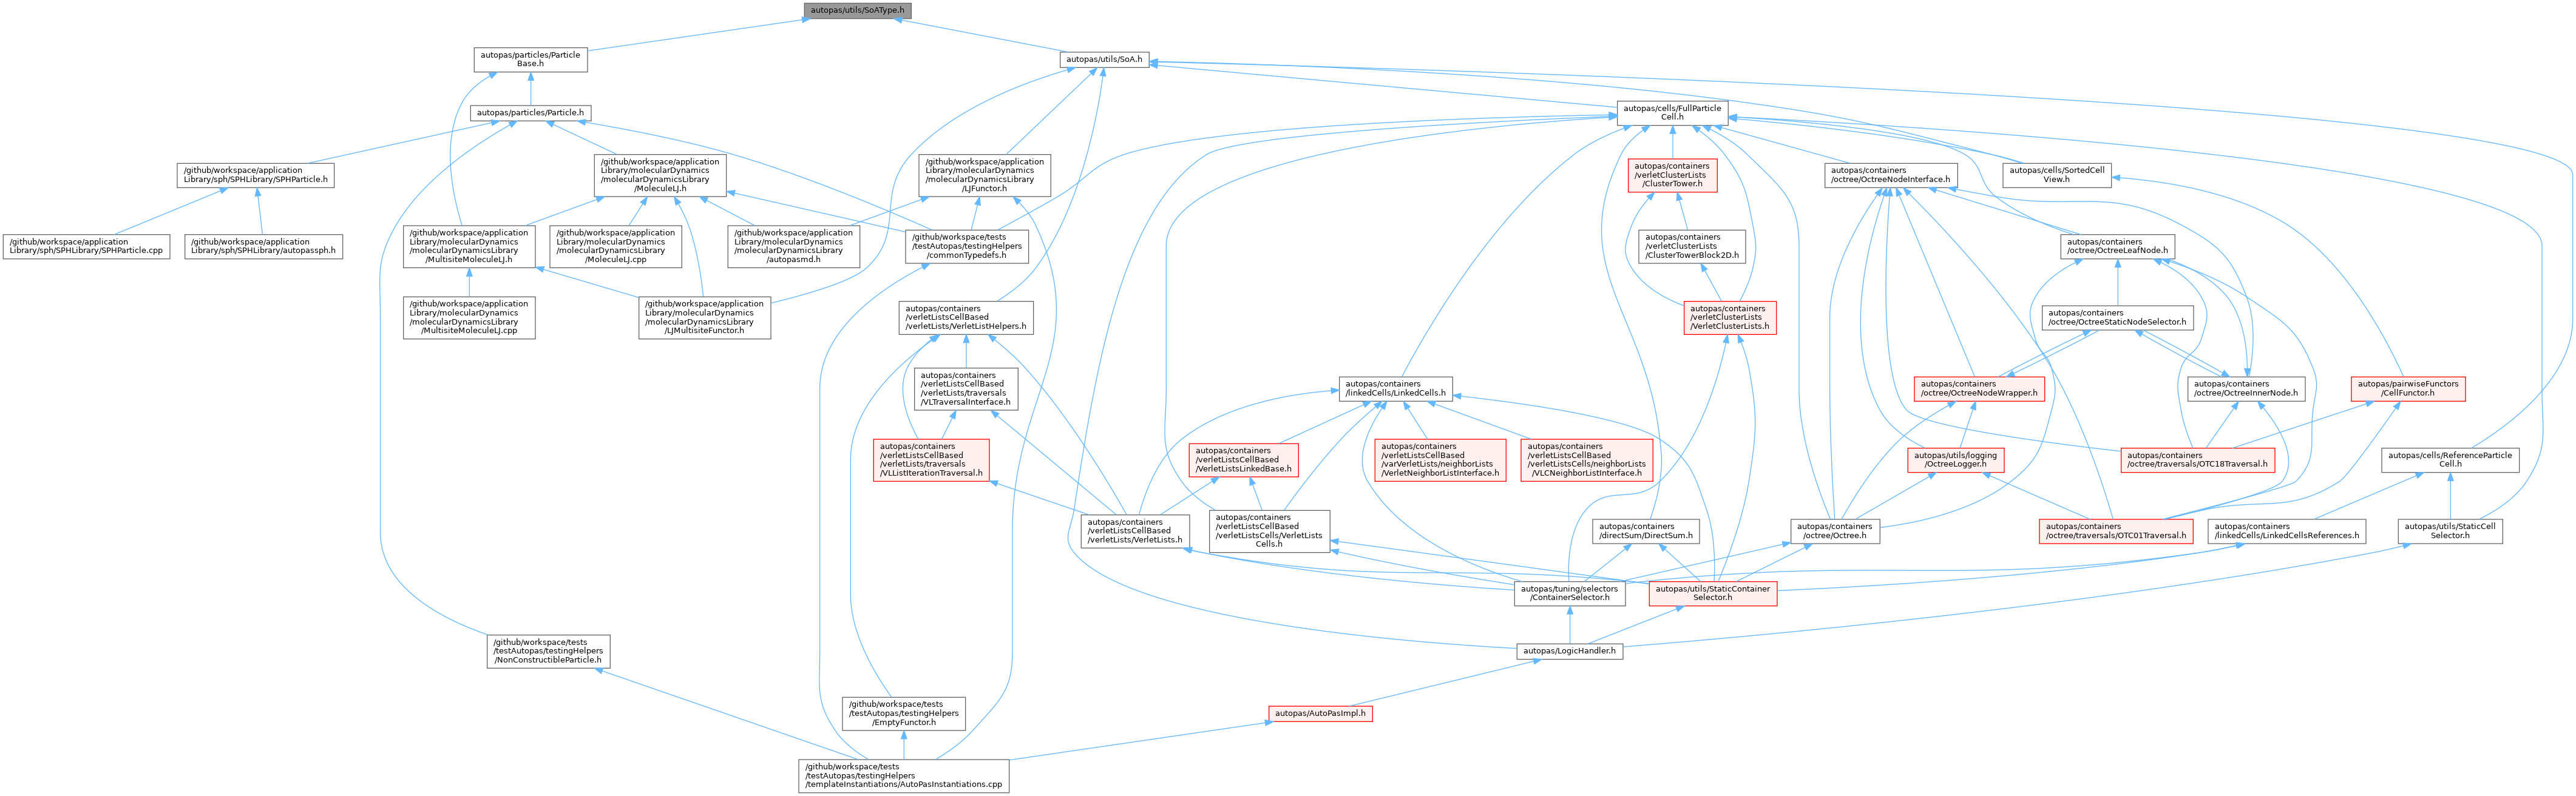 autopas/utils/SoAType.h
autopas/particles/Particle
Base.h
autopas/utils/SoA.h
autopas/particles/Particle.h
autopas/cells/FullParticle
Cell.h
/github/workspace/application
Library/sph/SPHLibrary/SPHParticle.h
/github/workspace/application
Library/molecularDynamics
/molecularDynamicsLibrary
/MoleculeLJ.h
/github/workspace/application
Library/molecularDynamics
/molecularDynamicsLibrary
/LJFunctor.h
autopas/containers
/verletClusterLists
/ClusterTower.h
autopas/containers
/octree/OctreeNodeInterface.h
autopas/cells/SortedCell
View.h
/github/workspace/application
Library/sph/SPHLibrary/SPHParticle.cpp
/github/workspace/application
Library/sph/SPHLibrary/autopassph.h
/github/workspace/application
Library/molecularDynamics
/molecularDynamicsLibrary
/MultisiteMoleculeLJ.h
/github/workspace/application
Library/molecularDynamics
/molecularDynamicsLibrary
/MoleculeLJ.cpp
/github/workspace/application
Library/molecularDynamics
/molecularDynamicsLibrary
/autopasmd.h
/github/workspace/tests
/testAutopas/testingHelpers
/commonTypedefs.h
autopas/containers
/verletClusterLists
/ClusterTowerBlock2D.h
autopas/containers
/octree/OctreeLeafNode.h
/github/workspace/application
Library/molecularDynamics
/molecularDynamicsLibrary
/MultisiteMoleculeLJ.cpp
/github/workspace/application
Library/molecularDynamics
/molecularDynamicsLibrary
/LJMultisiteFunctor.h
autopas/containers
/verletListsCellBased
/verletLists/VerletListHelpers.h
autopas/containers
/verletClusterLists
/VerletClusterLists.h
autopas/containers
/octree/OctreeStaticNodeSelector.h
autopas/containers
/verletListsCellBased
/verletLists/traversals
/VLTraversalInterface.h
autopas/containers
/linkedCells/LinkedCells.h
autopas/containers
/octree/OctreeNodeWrapper.h
autopas/containers
/octree/OctreeInnerNode.h
autopas/pairwiseFunctors
/CellFunctor.h
autopas/containers
/verletListsCellBased
/verletLists/traversals
/VLListIterationTraversal.h
autopas/containers
/verletListsCellBased
/VerletListsLinkedBase.h
autopas/containers
/verletListsCellBased
/varVerletLists/neighborLists
/VerletNeighborListInterface.h
autopas/containers
/verletListsCellBased
/verletListsCells/neighborLists
/VLCNeighborListInterface.h
autopas/utils/logging
/OctreeLogger.h
autopas/containers
/octree/traversals/OTC18Traversal.h
autopas/cells/ReferenceParticle
Cell.h
autopas/containers
/verletListsCellBased
/verletLists/VerletLists.h
autopas/containers
/verletListsCellBased
/verletListsCells/VerletLists
Cells.h
autopas/containers
/directSum/DirectSum.h
autopas/containers
/octree/Octree.h
autopas/containers
/octree/traversals/OTC01Traversal.h
autopas/containers
/linkedCells/LinkedCellsReferences.h
autopas/utils/StaticCell
Selector.h
autopas/tuning/selectors
/ContainerSelector.h
autopas/utils/StaticContainer
Selector.h
/github/workspace/tests
/testAutopas/testingHelpers
/NonConstructibleParticle.h
autopas/LogicHandler.h
/github/workspace/tests
/testAutopas/testingHelpers
/EmptyFunctor.h
autopas/AutoPasImpl.h
/github/workspace/tests
/testAutopas/testingHelpers
/templateInstantiations/AutoPasInstantiations.cpp